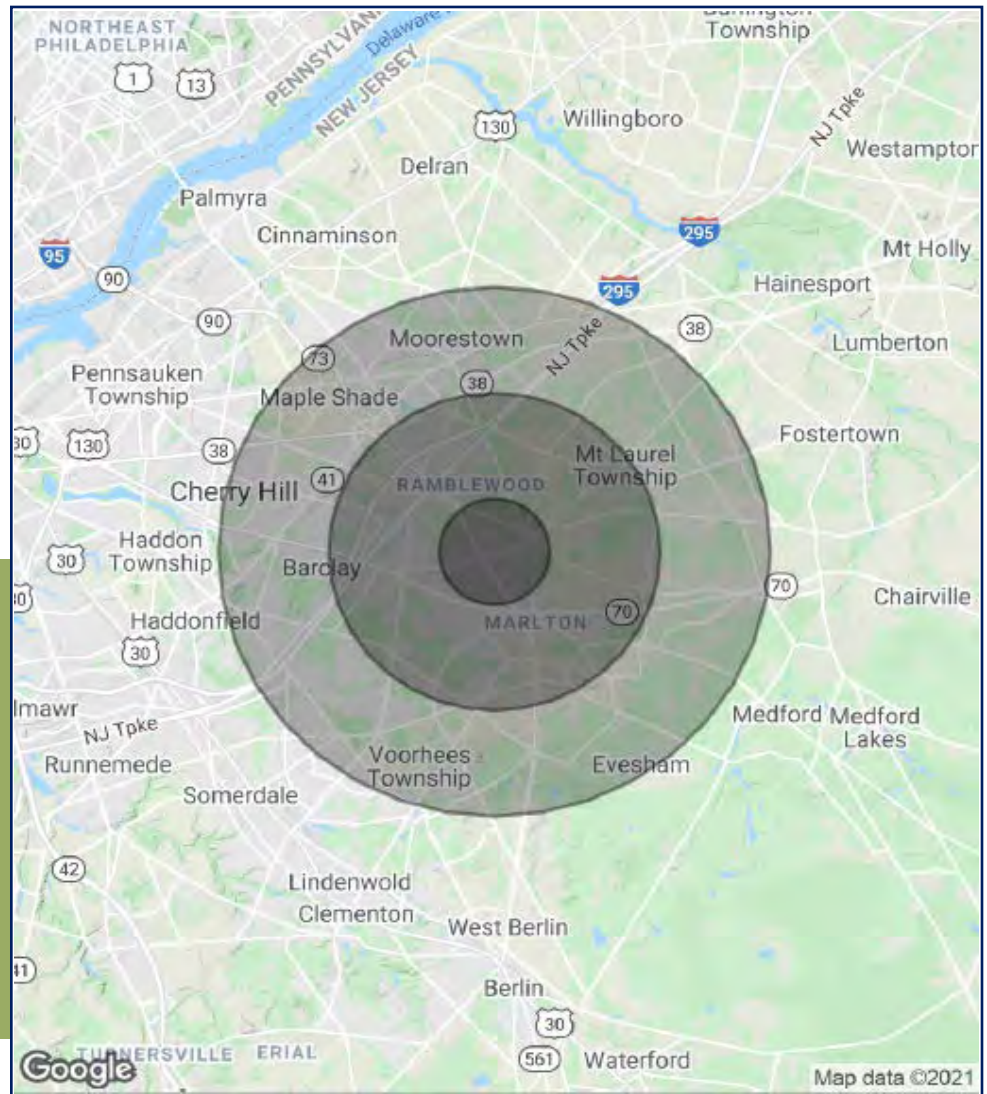 NORTHEAST
PHILADELPHIA
1
13
PENNSYLVAN
NEW JERSEY
Delaware
Township
130
Willingboro
NJ Tpke
Westampton
Delran
Palmyra
Cinnaminson
295
95
90
Mt Holly
295
Hainesport
90
38
Moorestown
NJ Tpke
73
Lumberton
Pennsauken
Township
38
Maple Shade
130
38
Fostertown
Mt Laurel
Township
41
RAMBLEWOOD
Cherry Hill
Haddon
Township
30
Barclay
70
Chairville
70
Haddonfield
MARLTON
30
lmawr
NJ Tpke
Medford
Medford
Lakes
Runnemede
Voorhees
Township
Evesham
Somerdale
42
Lindenwold
Clementon
West Berlin
41
Berlin
30
ERIAL
561
Waterford
Google
Map data ©2021